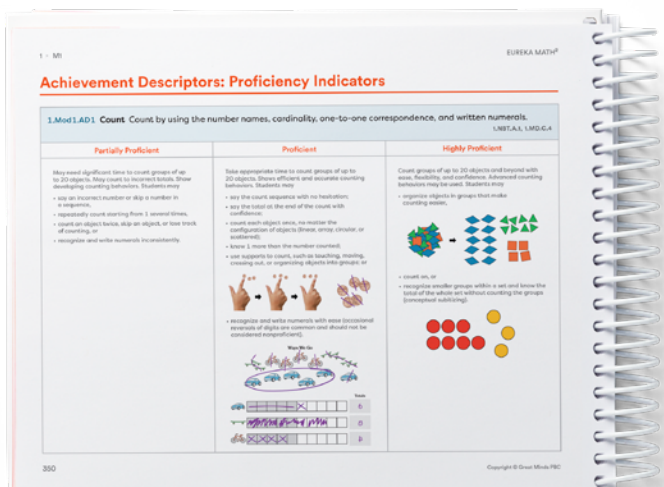 1 • M1
EUREKA MATH²
Achievement Descriptors: Proficiency Indicators
1.Mod1.AD1 Count Count by using the number names, cardinality, one-to-one correspondence, and written numerals.
1.NBT.A.1, 1.MD.C.4
Partially Proficient
May need significant time to count groups of up
to 20 objects. May count to incorrect totals. Show
developing counting behaviors. Students may
• say an incorrect number or skip a number in
a sequence,
• repeatedly count starting from 1 several times,
• count an object twice, skip an object, or lose track
of counting, or
• recognize and write numerals inconsistently.
Proficient
Take appropriate time to count groups of up to
20 objects. Show efficient and accurate counting
behaviors. Students may
• say the count sequence with no hesitation;
• say the total at the end of the count with
confidence;
• count each object once, no matter the
configuration of objects (linear, array, circular, or
scattered);
• know 1 more than the number counted;
• use supports to count, such as touching, moving,
crossing out, or organizing objects into groups; or
• recognize and write numerals with ease (occasional
reversals of digits are common and should not be
considered nonproficient).
Ways We Go
Totals
6
8
Highly Proficient
Count groups of up to 20 objects and beyond with
ease, flexibility, and confidence. Advanced counting
behaviors may be used. Students may
• organize objects in groups that make
counting easier,
• count on, or
• recognize smaller groups within a set and know the
total of the whole set without counting the groups
(conceptual subitizing).
350
Copyright © Great Minds PBC